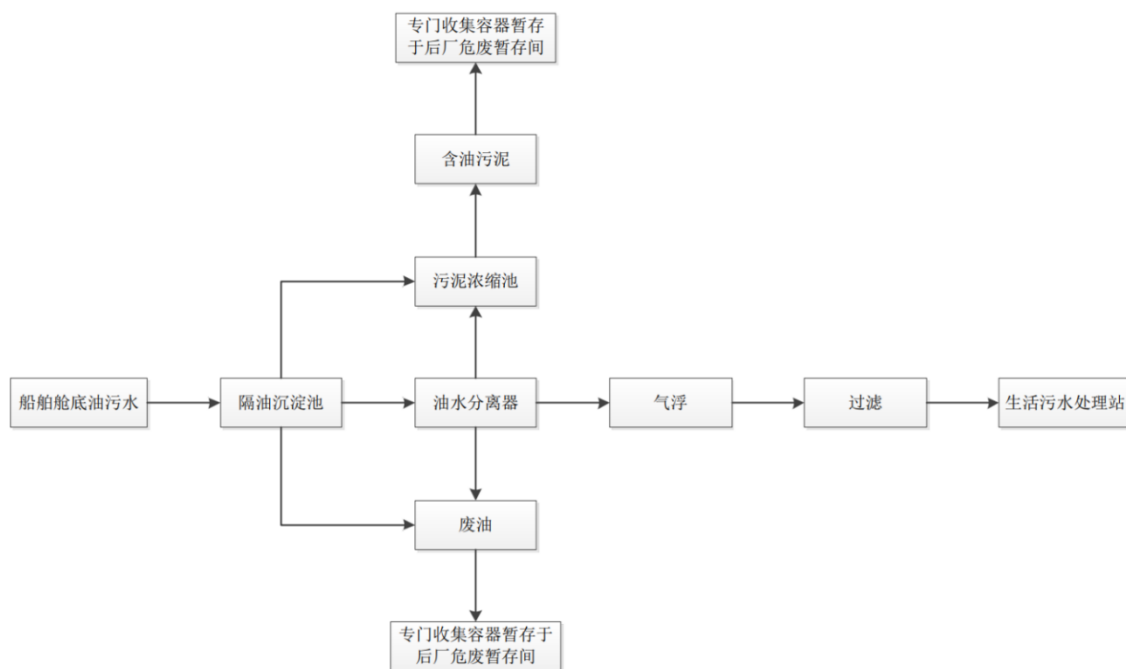 专门收集容器暂存
于后厂危废暂存间
含油污泥
污泥浓缩池
船舶舱底油污水
隔油沉淀池
油水分离器
气浮
过滤
生活污水处理站
废油
专门收集容器暂存于
后厂危废暂存间